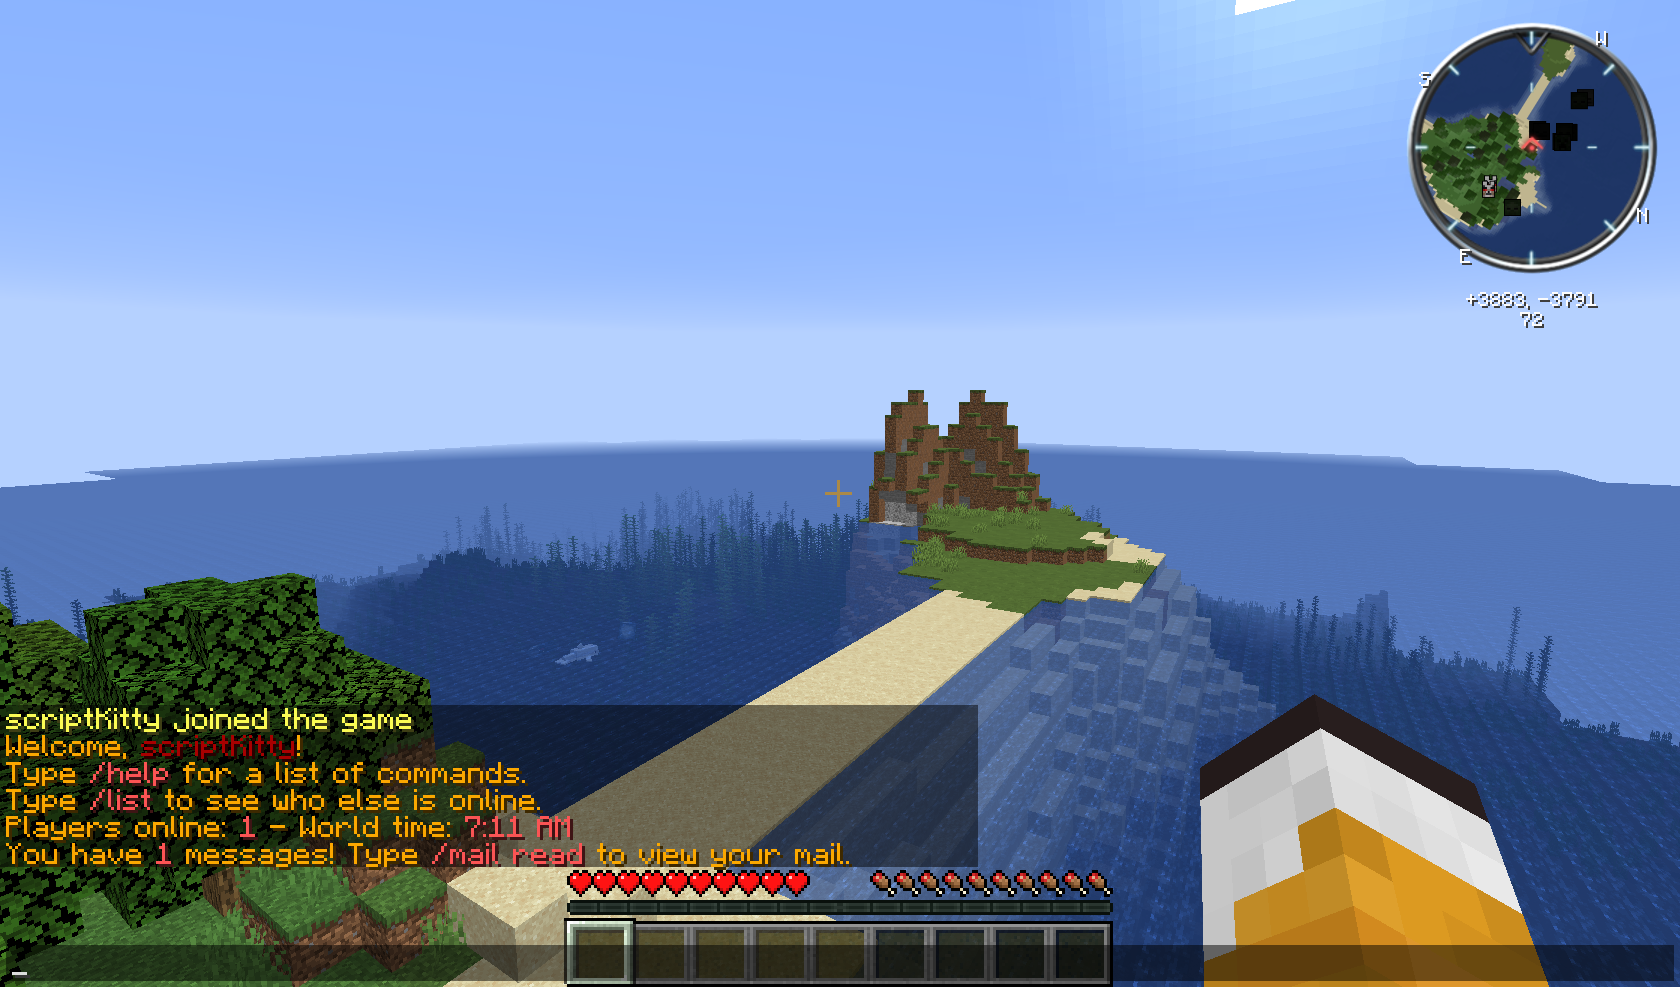 W
S
N
E
+3883, -3791
72
scriptKitty joined the game
Welcome, scriptKitty!
Type /help for a list of commands.
Type /list to see who else is online.
Players online: 1 - World time: 7:11 AM
You have 1 messages! Type /mail read to view your mail.
_